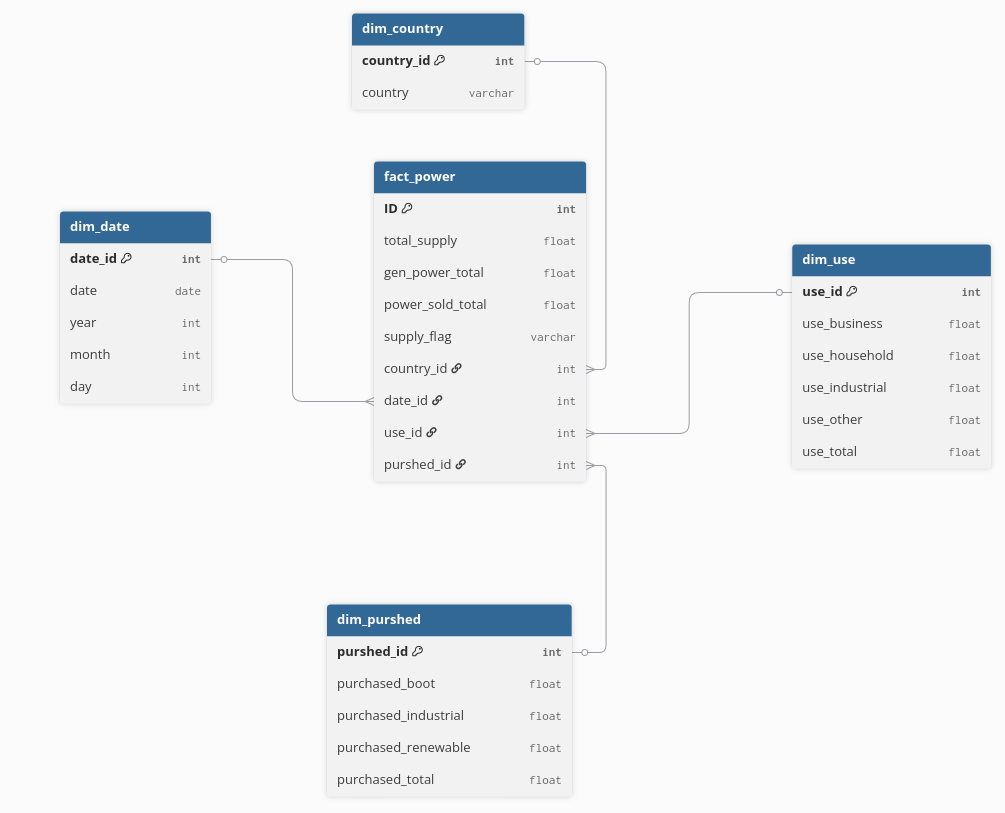 dim_country
country_id int
country varchar
fact_power
ID int
total_supply float
gen_power_total float
power_sold_total float
supply_flag varchar
country_id int
date_id int
use_id int
purshed_id int
dim_date
date_id int
date date
year int
month int
day int
dim_use
use_id int
use_business float
use_household float
use_industrial float
use_other float
use_total float
dim_purshed
purshed_id int
purchased_boot float
purchased_industrial float
purchased_renewable float
purchased_total float